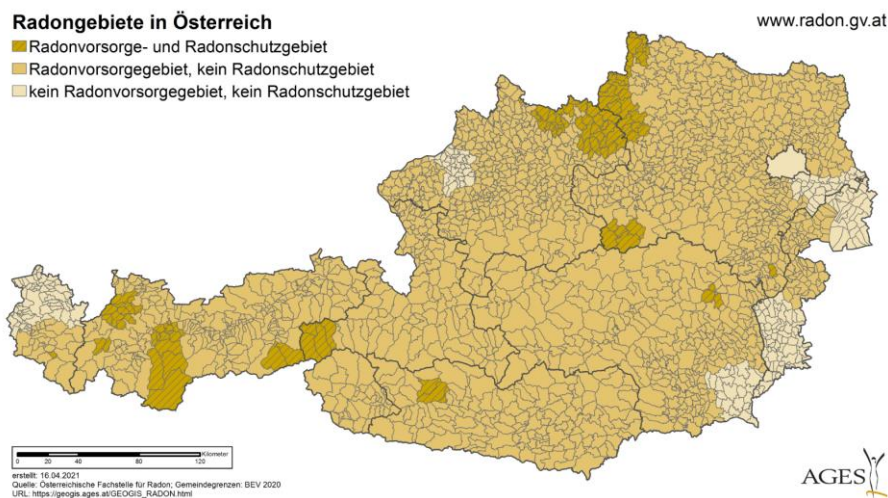 Radongebiete in Österreich
www.radon.gv.at
Radonvorsorge- und Radonschutzgebiet
Radonvorsorgegebiet, kein Radonschutzgebiet
kein Radonvorsorgegebiet, kein Radonschutzgebiet
Kilometer
0 20 40 80 120
erstellt: 16.04.2021
Quelle: Österreichische Fachstelle für Radon; Gemeindegrenzen: BEV 2020
URL: https://geogis.ages.at/GEOGIS_RADON.html
AGES